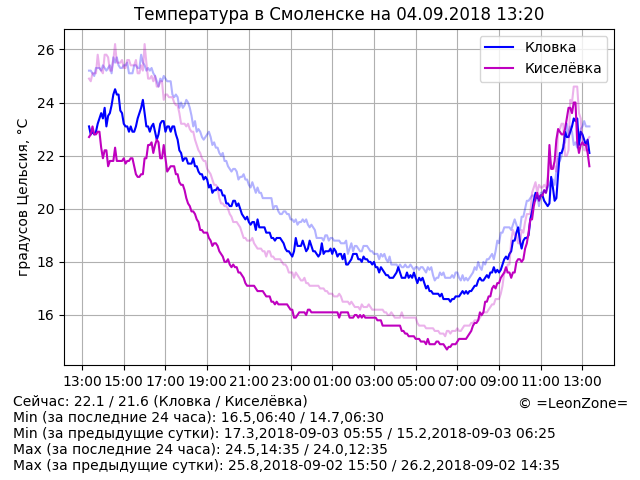 Температура в Смоленске на 04.09.2018 13:20
градусов Цельсия, °C
26
24
22
20
18
16
Кловка
Киселёвка
13:00 15:00 17:00 19:00 21:00 23:00 01:00 03:00 05:00 07:00 09:00 11:00 13:00
Сейчас: 22.1 / 21.6 (Кловка / Киселёвка)
© =LeonZone=
Min (за последние 24 часа): 16.5,06:40 / 14.7,06:30
Min (за предыдущие сутки): 17.3,2018-09-03 05:55 / 15.2,2018-09-03 06:25
Max (за последние 24 часа): 24.5,14:35 / 24.0,12:35
Max (за предыдущие сутки): 25.8,2018-09-02 15:50 / 26.2,2018-09-02 14:35